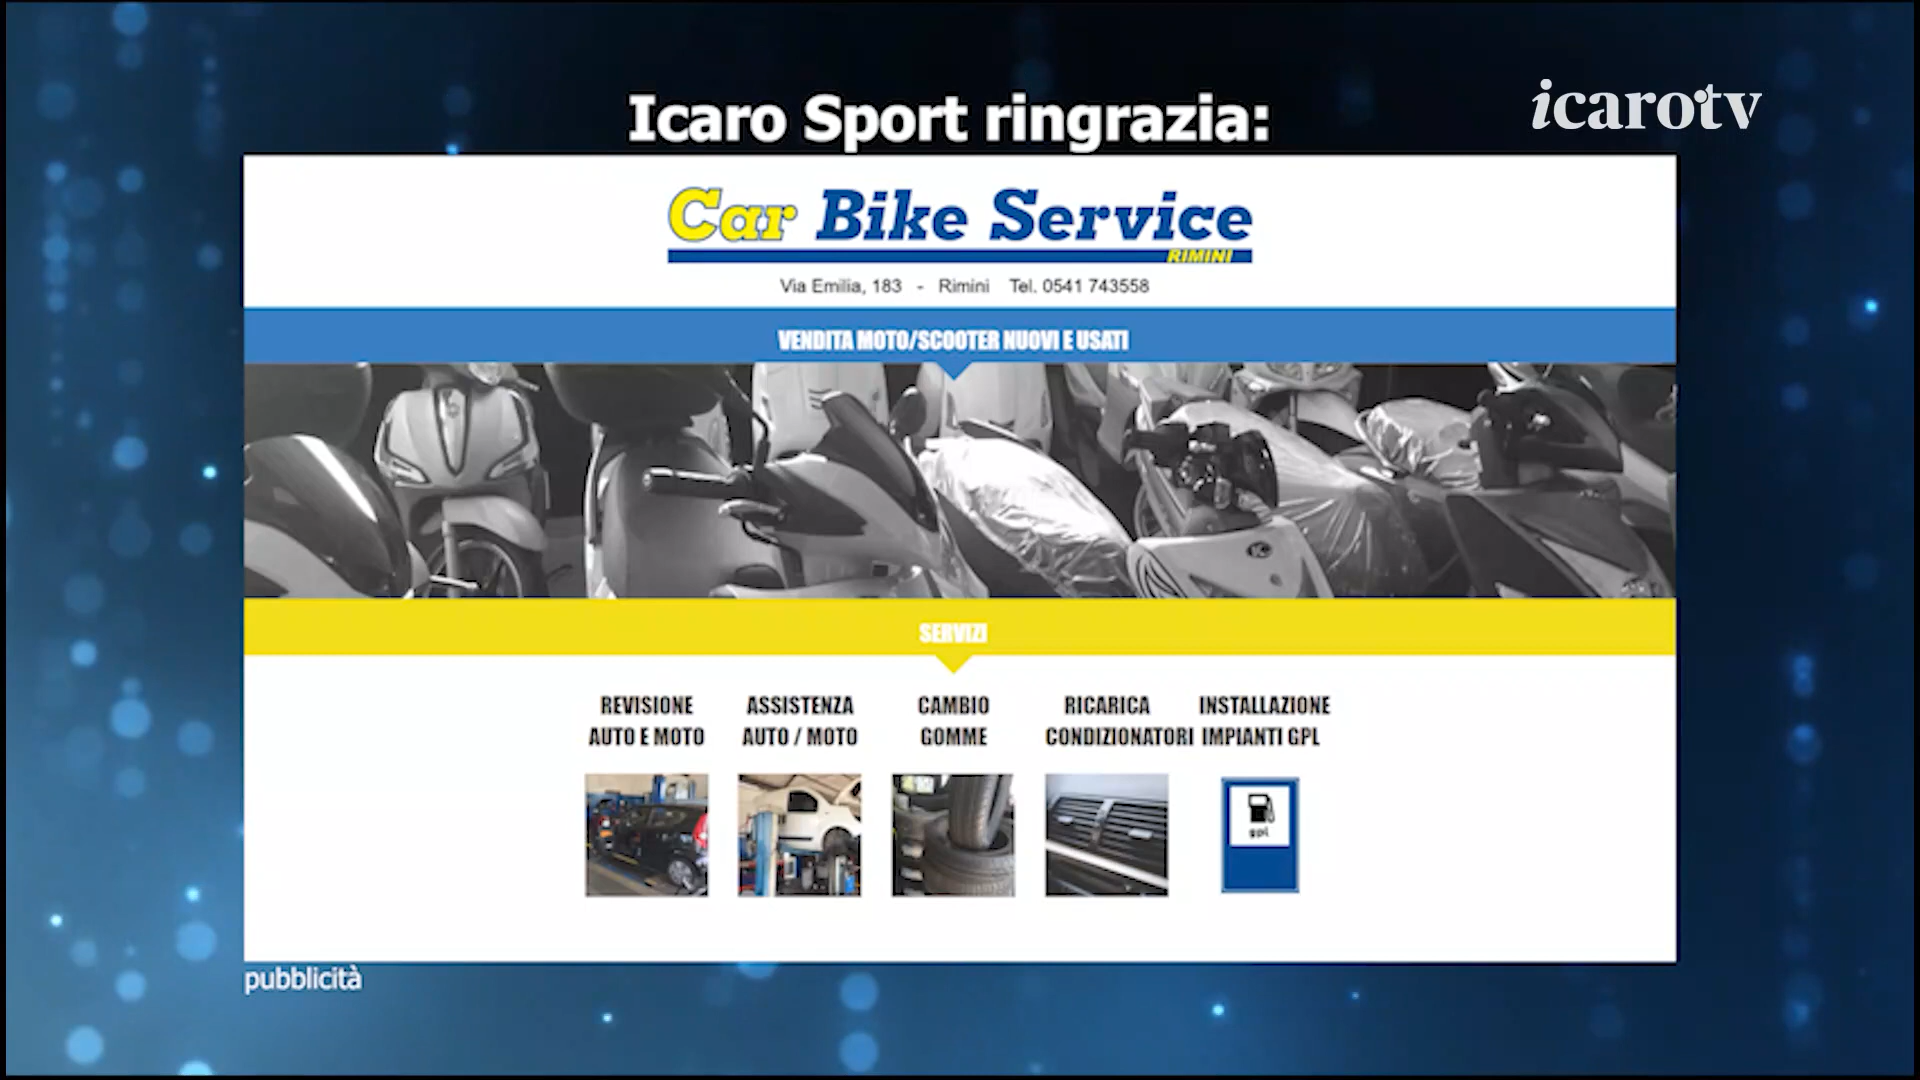 icarotv
Icaro Sport ringrazia:
Car Bike Service
RIMINI
Via Emilia, 183 - Rimini Tel. 0541 743558
VENDITA MOTO/SCOOTER NUOVI E USATI
SERVIZI
REVISIONE
AUTO E MOTO
ASSISTENZA
AUTO / MOTO
CAMBIO
GOMME
RICARICA
CONDIZIONATORI
INSTALLAZIONE
IMPIANTI GPL
gpl
pubblicità